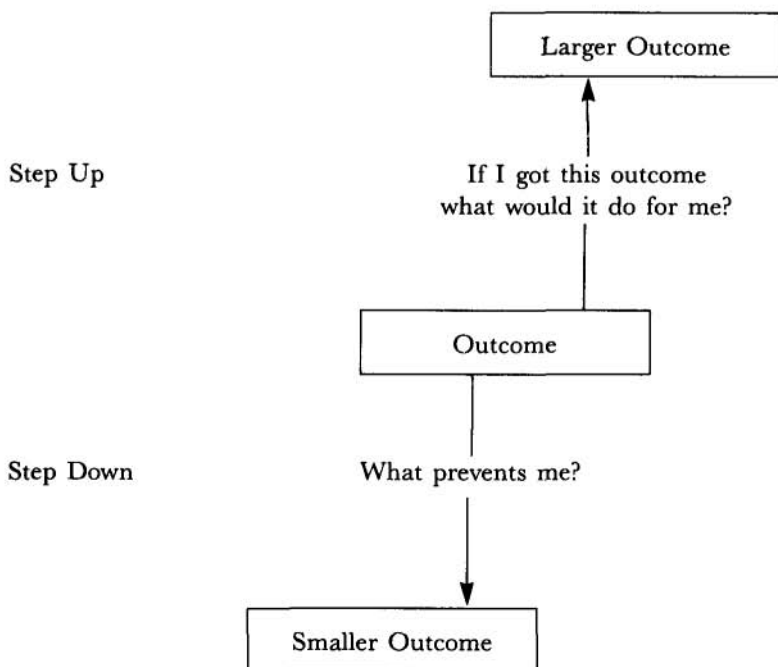 Larger Outcome
Step Up
If I got this outcome
what would it do for me?
Outcome
Step Down
What prevents me?
Smaller Outcome